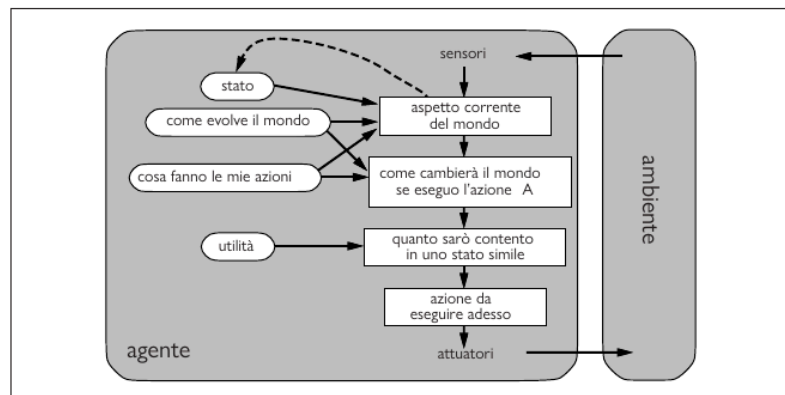 sensori
stato
aspetto corrente
del mondo
come evolve il mondo
cosa fanno le mie azioni
come cambierà il mondo
se eseguo l'azione A
utilità
quanto sarò contento
in uno stato simile
azione da
eseguire adesso
agente
attuatori
ambiente